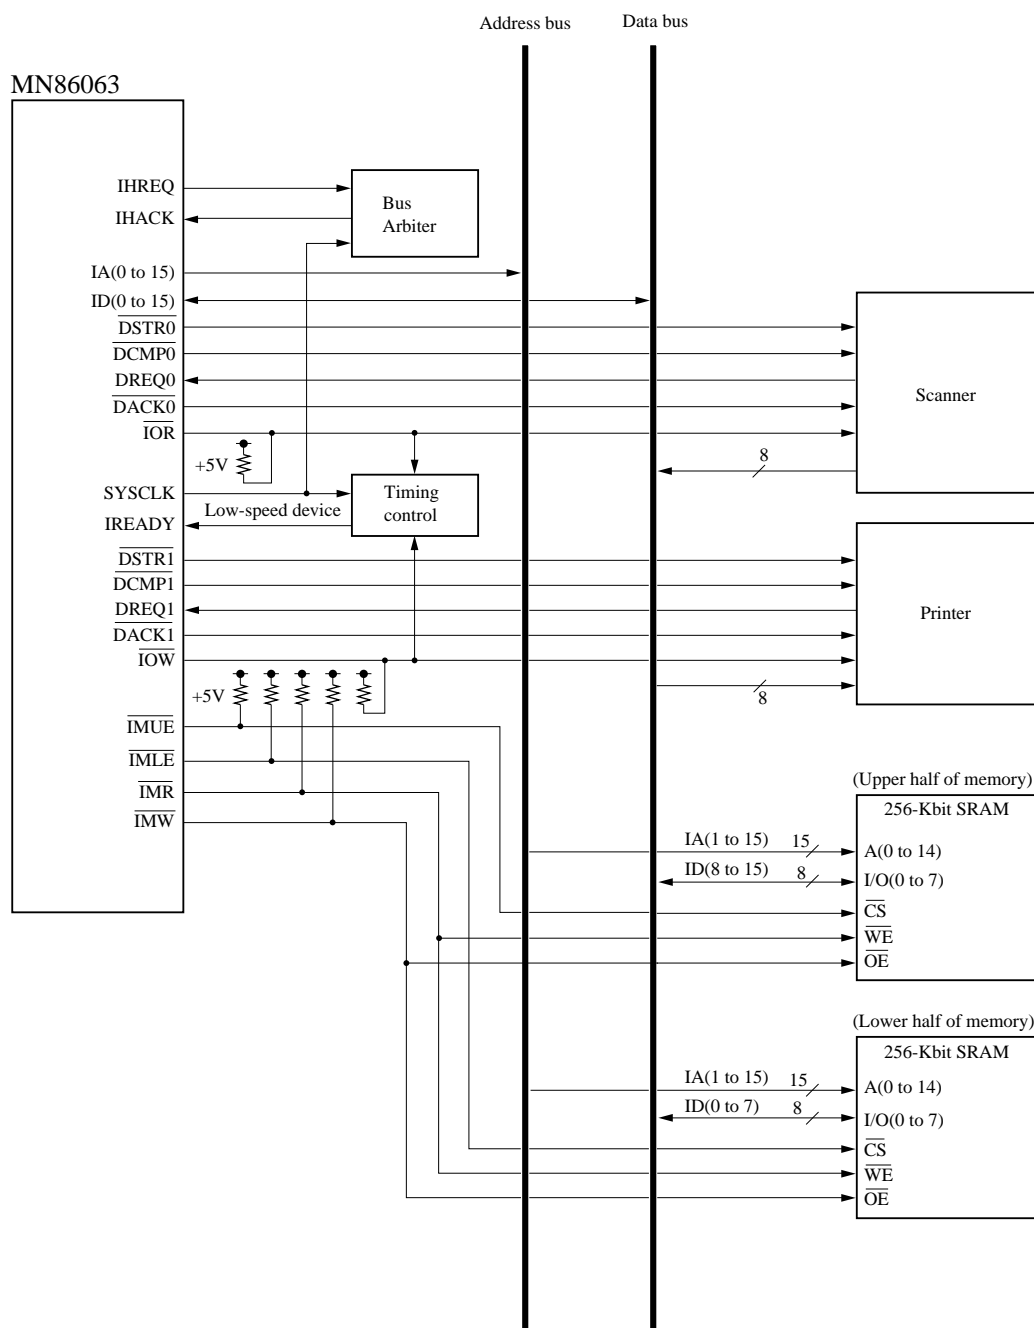 Address bus
Data bus
MN86063
IHREQ
IHACK
Bus
Arbiter
IA(0 to 15)
ID(0 to 15)
DSTR0
DCMP0
DREQ0
DACK0
IOR
+5V
Scanner
8
SYSCLK
Low-speed device
IREADY
Timing
control
DSTR1
DCMP1
DREQ1
DACK1
IOW
+5V
Printer
8
IMUE
IMLE
IMR
IMW
(Upper half of memory)
256-Kbit SRAM
IA(1 to 15) 15
A(0 to 14)
ID(8 to 15) 8
I/O(0 to 7)
CS
WE
OE
(Lower half of memory)
256-Kbit SRAM
IA(1 to 15) 15
A(0 to 14)
ID(0 to 7) 8
I/O(0 to 7)
CS
WE
OE